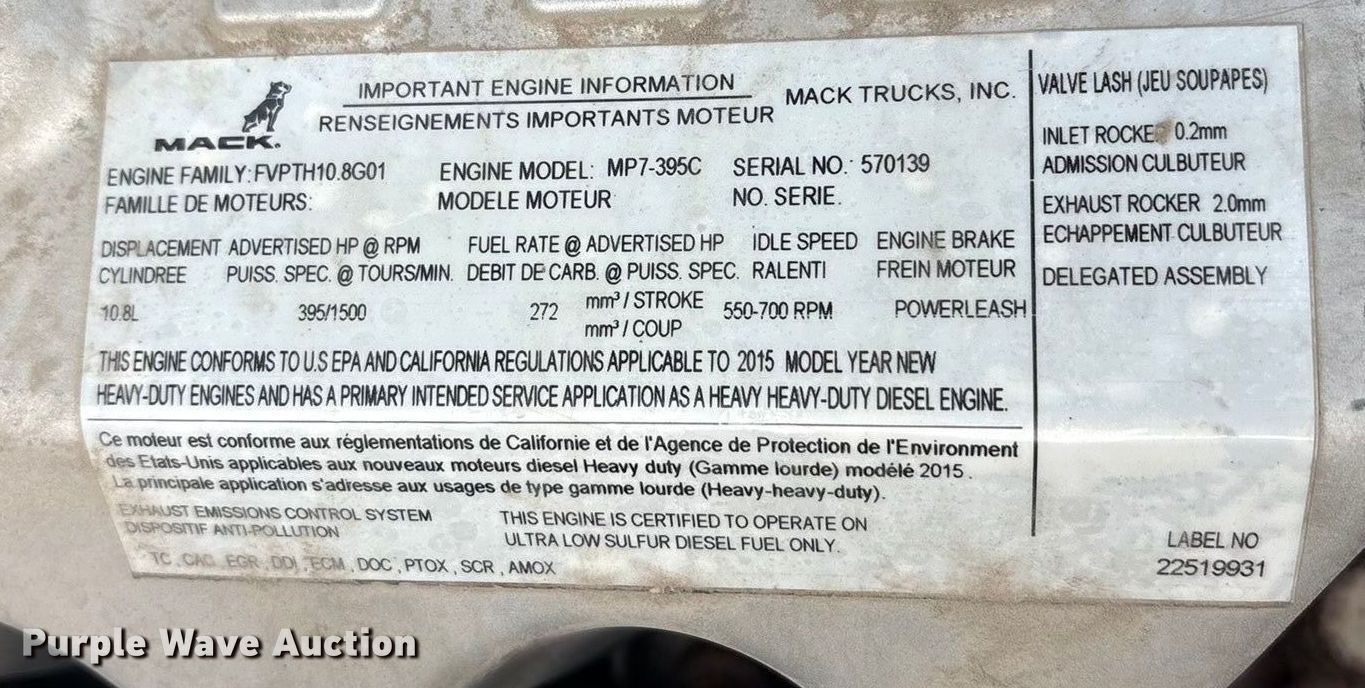 MACK.
IMPORTANT ENGINE INFORMATION
RENSEIGNEMENTS IMPORTANTS MOTEUR
MACK TRUCKS, INC.
ENGINE FAMILY: FVPTH10.8G01 ENGINE MODEL: MP7-395C SERIAL NO.: 570139
FAMILLE DE MOTEURS: MODELE MOTEUR NO. SERIE.
DISPLACEMENT ADVERTISED HP @ RPM FUEL RATE @ ADVERTISED HP IDLE SPEED ENGINE BRAKE
CYLINDREE PUISS. SPEC. @ TOURS/MIN. DEBIT DE CARB. @ PUISS. SPEC. RALENTI FREIN MOTEUR
10.8L 395/1500 272 mm³ / STROKE 550-700 RPM POWERLEASH
mm³ / COUP
THIS ENGINE CONFORMS TO U.S EPA AND CALIFORNIA REGULATIONS APPLICABLE TO 2015 MODEL YEAR NEW
HEAVY-DUTY ENGINES AND HAS A PRIMARY INTENDED SERVICE APPLICATION AS A HEAVY HEAVY-DUTY DIESEL ENGINE.
Ce moteur est conforme aux réglementations de Californie et de l'Agence de Protection de l'Environment
des Etats-Unis applicables aux nouveaux moteurs diesel Heavy duty (Gamme lourde) modélé 2015.
La principale application s'adresse aux usages de type gamme lourde (Heavy-heavy-duty).
EXHAUST EMISSIONS CONTROL SYSTEM
DISPOSITIF ANTI-POLLUTION
THIS ENGINE IS CERTIFIED TO OPERATE ON
ULTRA LOW SULFUR DIESEL FUEL ONLY.
TC , CAC , EGR , DDI , ECM , DOC , PTOX , SCR , AMOX
VALVE LASH (JEU SOUPAPES)
INLET ROCKER 0.2mm
ADMISSION CULBUTEUR
EXHAUST ROCKER 2.0mm
ECHAPPEMENT CULBUTEUR
DELEGATED ASSEMBLY
LABEL NO
22519931
Purple Wave Auction